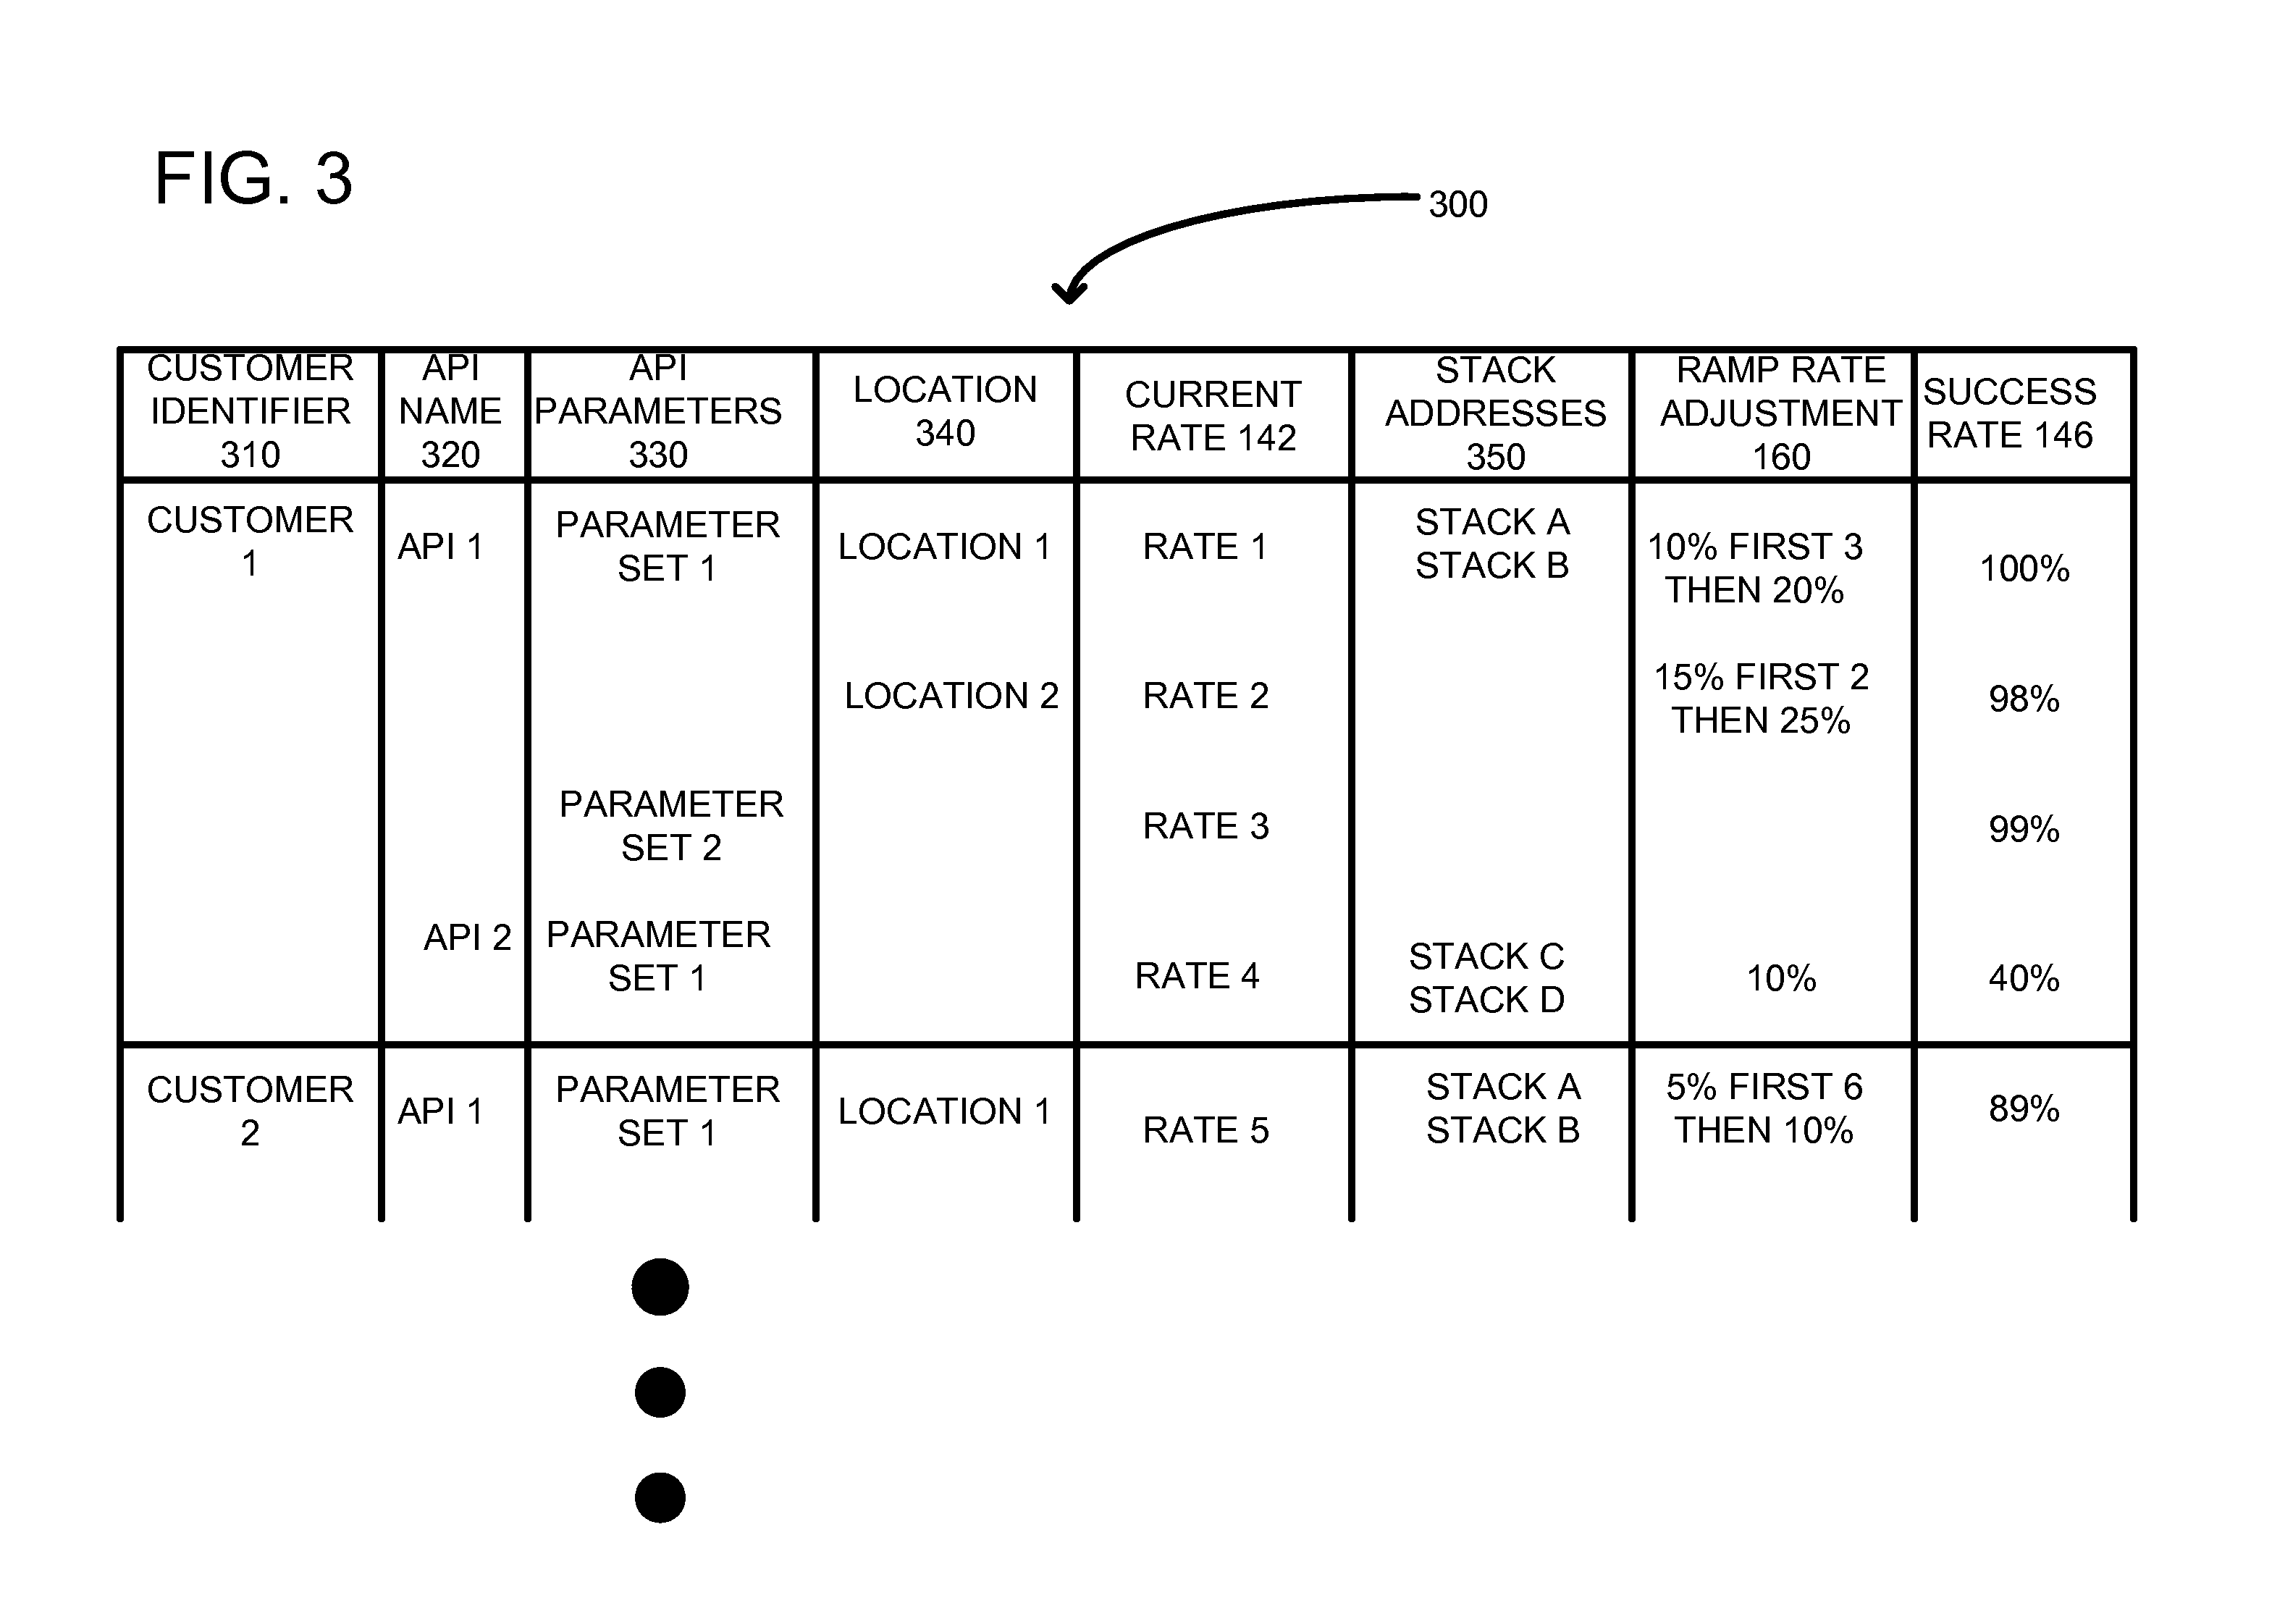 FIG. 3
300
CUSTOMER
IDENTIFIER
310
API
NAME
320
API
PARAMETERS
330
LOCATION
340
CURRENT
RATE 142
STACK
ADDRESSES
350
RAMP RATE
ADJUSTMENT
160
SUCCESS
RATE 146
CUSTOMER
1
API 1
PARAMETER
SET 1
LOCATION 1
RATE 1
STACK A
STACK B
10% FIRST 3
THEN 20%
100%
LOCATION 2
RATE 2
15% FIRST 2
THEN 25%
98%
PARAMETER
SET 2
RATE 3
99%
API 2
PARAMETER
SET 1
RATE 4
STACK C
STACK D
10%
40%
CUSTOMER
2
API 1
PARAMETER
SET 1
LOCATION 1
RATE 5
STACK A
STACK B
5% FIRST 6
THEN 10%
89%